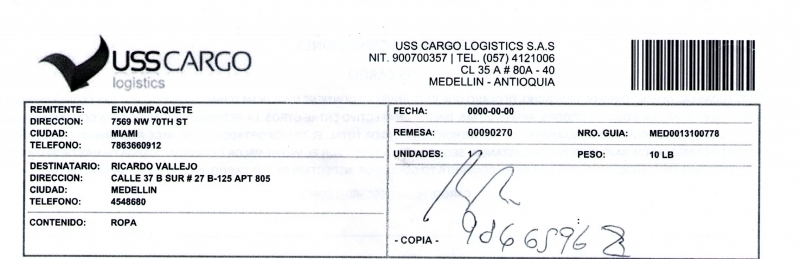 USSCARGO
logistics
USS CARGO LOGISTICS S.A.S
NIT. 900700357 | TEL. (057) 4121006
CL 35 A # 80A - 40
MEDELLIN - ANTIOQUIA
REMITENTE: ENVIAMIPAQUETE
DIRECCION: 7569 NW 70TH ST
CIUDAD: MIAMI
TELEFONO: 7863660912
DESTINATARIO: RICARDO VALLEJO
DIRECCION: CALLE 37 B SUR # 27 B-125 APT 805
CIUDAD: MEDELLIN
TELEFONO: 4548680
CONTENIDO: ROPA
FECHA: 0000-00-00
REMESA: 00090270 NRO. GUIA: MED0013100778
UNIDADES: 1 PESO: 10 LB
- COPIA -